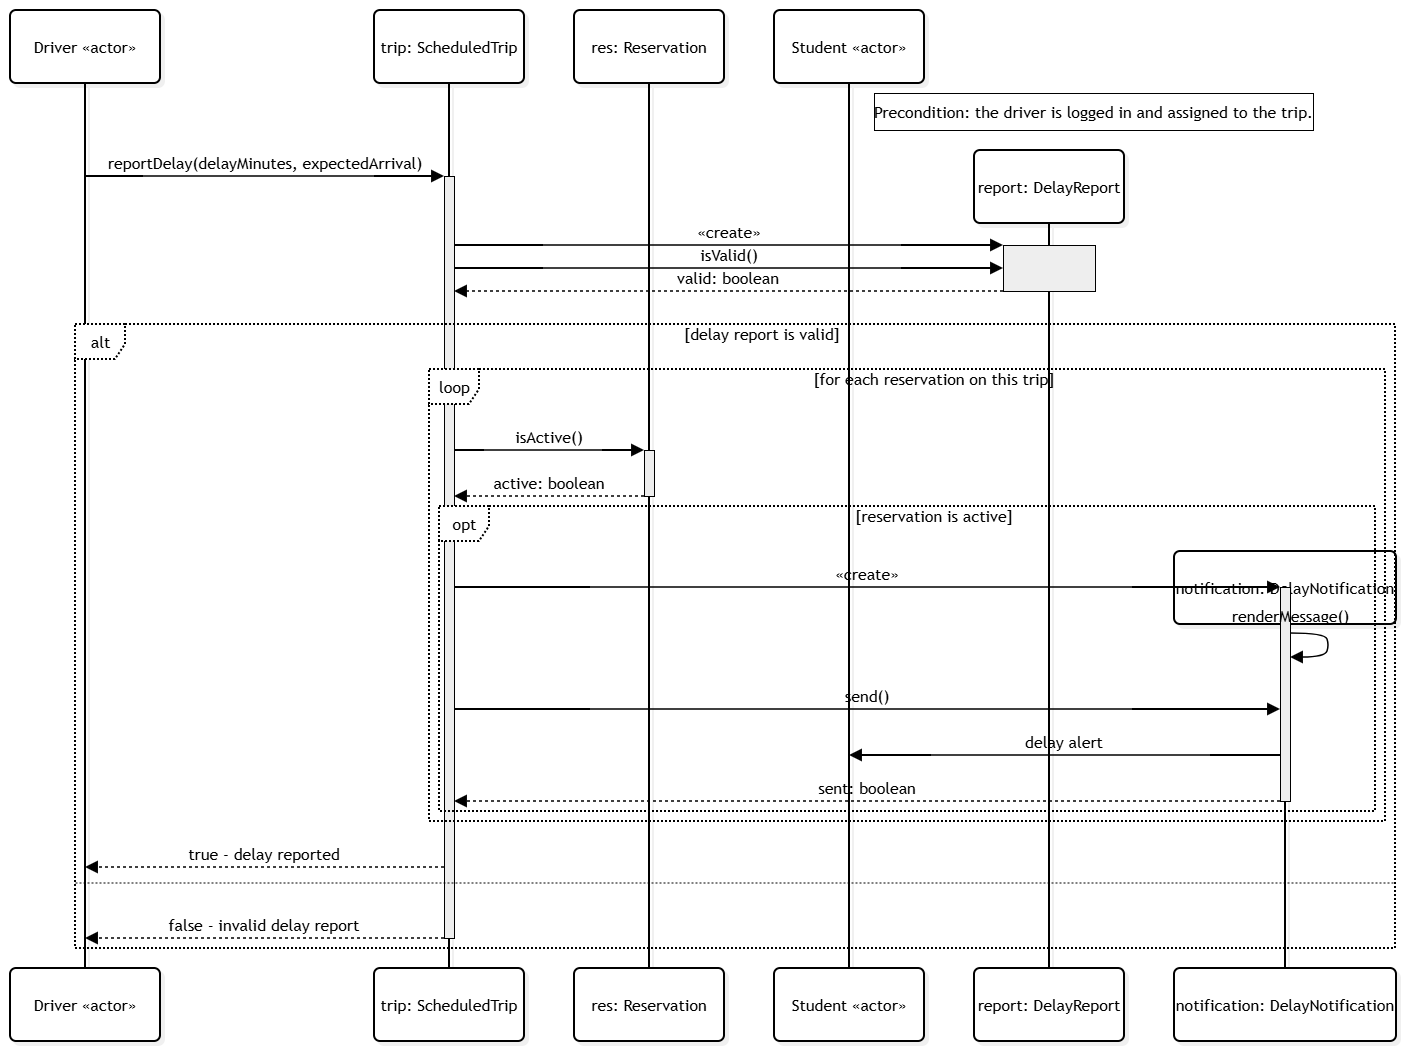 Driver «actor»
trip: ScheduledTrip
res: Reservation
Student «actor»
Precondition: the driver is logged in and assigned to the trip.
reportDelay(delayMinutes, expectedArrival)
report: DelayReport
«create»
isValid()
valid: boolean
alt
[delay report is valid]
loop
[for each reservation on this trip]
isActive()
active: boolean
opt
[reservation is active]
«create»
notification: DelayNotification
renderMessage()
send()
delay alert
sent: boolean
true - delay reported
false - invalid delay report
Driver «actor»
trip: ScheduledTrip
res: Reservation
Student «actor»
report: DelayReport
notification: DelayNotification